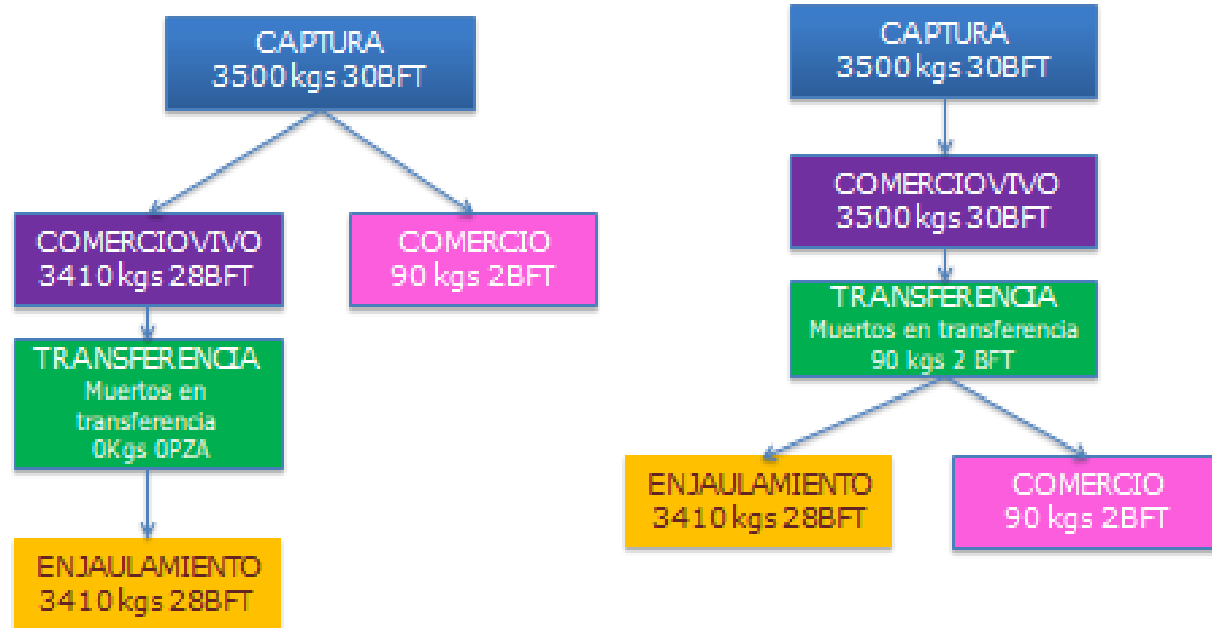 CAPTURA
3500 kgs 30BFT
COMERCIOVIVO
3410 kgs 28BFT
COMERCIO
90 kgs 2BFT
TRANSFERENCIA
Muertos en
transferencia
0Kgs 0PZA
ENJAULAMIENTO
3410 kgs 28BFT
CAPTURA
3500 kgs 30BFT
COMERCIOVIVO
3500 kgs 30BFT
TRANSFERENCIA
Muertos en transferencia
90 kgs 2 BFT
ENJAULAMIENTO
3410 kgs 28BFT
COMERCIO
90 kgs 2BFT